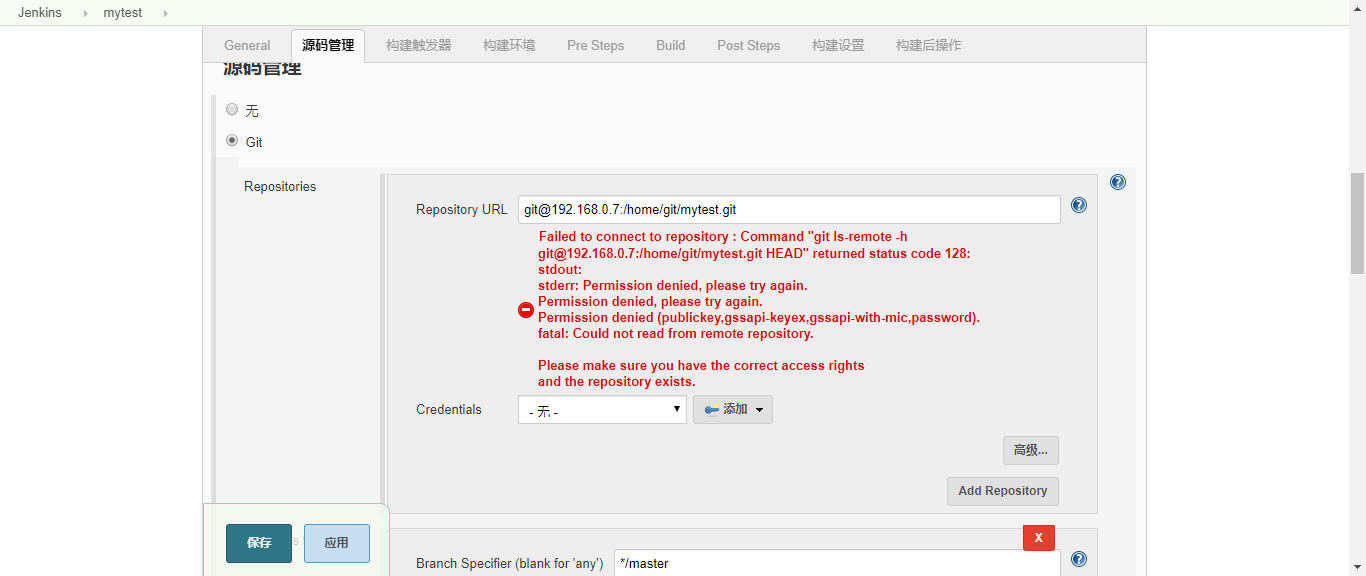 Jenkins mytest
General 源码管理 构建触发器 构建环境 Pre Steps Build Post Steps 构建设置 构建后操作
源码管理
无
Git
Repositories
Repository URL git@192.168.0.7:/home/git/mytest.git
Failed to connect to repository : Command "git ls-remote -h
git@192.168.0.7:/home/git/mytest.git HEAD" returned status code 128:
stdout:
stderr: Permission denied, please try again.
Permission denied, please try again.
Permission denied (publickey,gssapi-keyex,gssapi-with-mic,password).
fatal: Could not read from remote repository.
Please make sure you have the correct access rights
and the repository exists.
Credentials - 无 - 添加
高级...
Add Repository
保存 应用 X
Branch Specifier (blank for 'any') */master